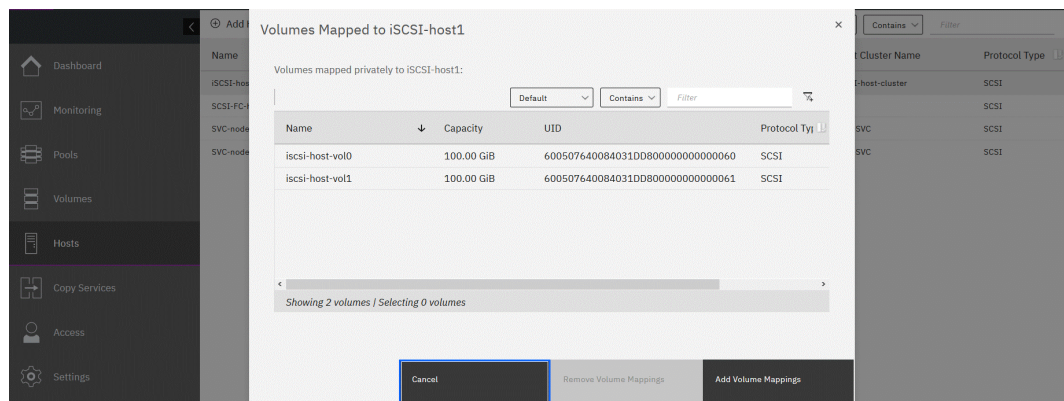 Add H
Contains
Filter
Name
t Cluster Name
Protocol Type
iSCSI-hos
I-host-cluster
SCSI
SCSI-FC-H
SCSI
SVC-node
SVC
SCSI
SVC-node
SVC
SCSI
Dashboard
Monitoring
Pools
Volumes
Hosts
Copy Services
Access
Settings
Volumes Mapped to iSCSI-host1
Volumes mapped privately to iSCSI-host1:
Default
Contains
Filter
Name
Capacity
UID
Protocol Ty
iscsi-host-vol0
100.00 GiB
600507640084031DD800000000000060
SCSI
iscsi-host-vol1
100.00 GiB
600507640084031DD800000000000061
SCSI
Showing 2 volumes | Selecting 0 volumes
Cancel
Remove Volume Mappings
Add Volume Mappings